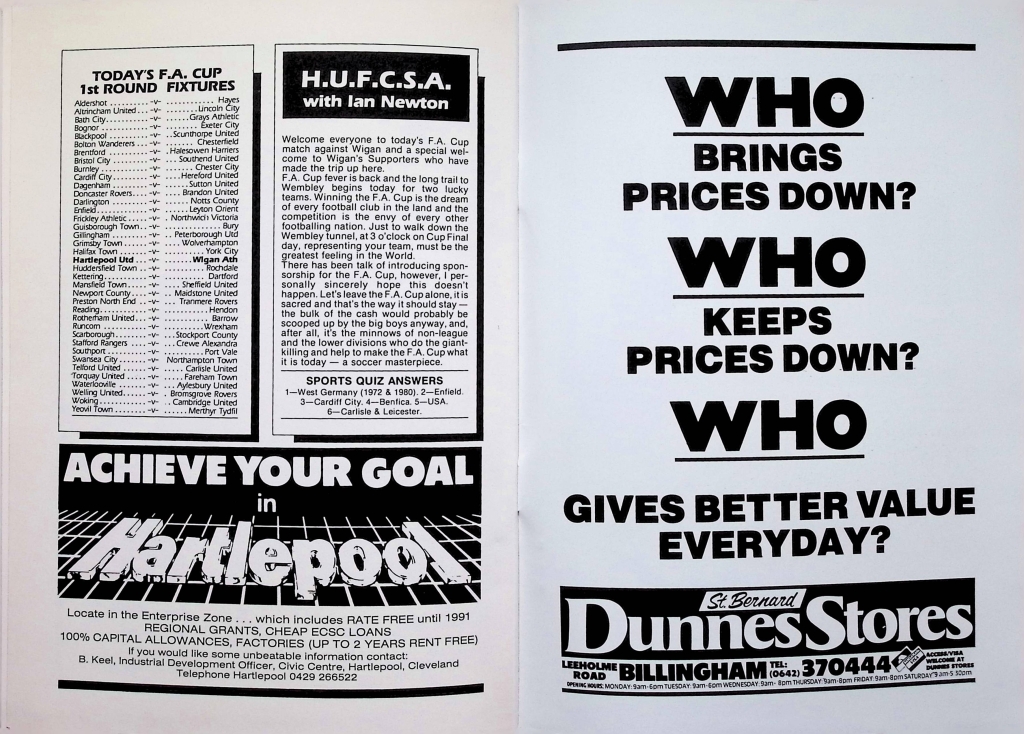 TODAY'S F.A. CUP
1st ROUND FIXTURES
Aldershot .......... -v- ............ Hayes
Altrincham United .... -v- ........ Lincoln City
Bath City ........... -v- ...... Grays Athletic
Bognor ............ -v- ......... Exeter City
Blackpool .......... -v- .. Scunthorpe United
Bolton Wanderers ... -v- ....... Chesterfield
Brentford .......... -v- .. Halesowen Harriers
Bristol City ......... -v- .... Southend United
Burnley ............ -v- ........ Chester City
Cardiff City ......... -v- .... Hereford United
Dagenham ......... -v- ...... Sutton United
Doncaster Rovers .... -v- .... Brandon United
Darlington .......... -v- ...... Notts County
Enfield ............. -v- ...... Leyton Orient
Frickley Athletic ..... -v- . Northwich Victoria
Guisborough Town ... -v- ............. Bury
Gillingham .......... -v- .. Peterborough Utd
Grimsby Town ...... -v- .... Wolverhampton
Halifax Town ....... -v- .......... York City
Hartlepool Utd ... -v- ....... Wigan Ath
Huddersfield Town ... -v- .......... Rochdale
Kettering ........... -v- .......... Dartford
Mansfield Town ...... -v- ... Sheffield United
Newport County ..... -v- .. Maidstone United
Preston North End ... -v- .. Tranmere Rovers
Reading ............ -v- .......... Hendon
Rotherham United .... -v- .......... Barrow
Runcorn ........... -v- ......... Wrexham
Scarborough ........ -v- .. Stockport County
Stafford Rangers ..... -v- ... Crewe Alexandra
Southport .......... -v- ......... Port Vale
Swansea City ....... -v- . Northampton Town
Telford United ....... -v- ..... Carlisle United
Torquay United ...... -v- .... Fareham Town
Waterlooville ........ -v- ... Aylesbury United
Welling United ....... -v- . Bromsgrove Rovers
Woking ............ -v- .. Cambridge United
Yeovil Town ......... -v- ..... Merthyr Tydfil
H.U.F.C.S.A.
with Ian Newton
Welcome everyone to today's F.A. Cup
match against Wigan and a special wel-
come to Wigan's Supporters who have
made the trip up here.
F.A. Cup fever is back and the long trail to
Wembley begins today for two lucky
teams. Winning the F.A. Cup is the dream
of every football club in the land and the
competition is the envy of every other
footballing nation. Just to walk down the
Wembley tunnel, at 3 o'clock on Cup Final
day, representing your team, must be the
greatest feeling in the World.
There has been talk of introducing spon-
sorship for the F.A. Cup, however, I per-
sonally sincerely hope this doesn't
happen. Let's leave the F.A. Cup alone, it is
sacred and that's the way it should stay —
the bulk of the cash would probably be
scooped up by the big boys anyway, and,
after all, it's the minnows of non-league
and the lower divisions who do the giant-
killing and help to make the F.A. Cup what
it is today — a soccer masterpiece.
SPORTS QUIZ ANSWERS
1—West Germany (1972 & 1980). 2—Enfield.
3—Cardiff City. 4—Benfica. 5—USA.
6—Carlisle & Leicester.
ACHIEVE YOUR GOAL
in
Hartlepool
Locate in the Enterprise Zone . . . which includes RATE FREE until 1991
REGIONAL GRANTS, CHEAP ECSC LOANS
100% CAPITAL ALLOWANCES, FACTORIES (UP TO 2 YEARS RENT FREE)
If you would like some unbeatable information contact:
B. Keel, Industrial Development Officer, Civic Centre, Hartlepool, Cleveland
Telephone Hartlepool 0429 266522
WHO
BRINGS
PRICES DOWN?
WHO
KEEPS
PRICES DOWN?
WHO
GIVES BETTER VALUE
EVERYDAY?
St. Bernard
Dunnes Stores
LEEHOLME ROAD BILLINGHAM TEL: (0642) 370444 ACCESS/VISA WELCOME AT DUNNES STORES
OPENING HOURS: MONDAY: 9am-6pm TUESDAY: 9am-6pm WEDNESDAY: 9am-8pm THURSDAY: 9am-8pm FRIDAY: 9am-8pm SATURDAY: 9am-5.30pm